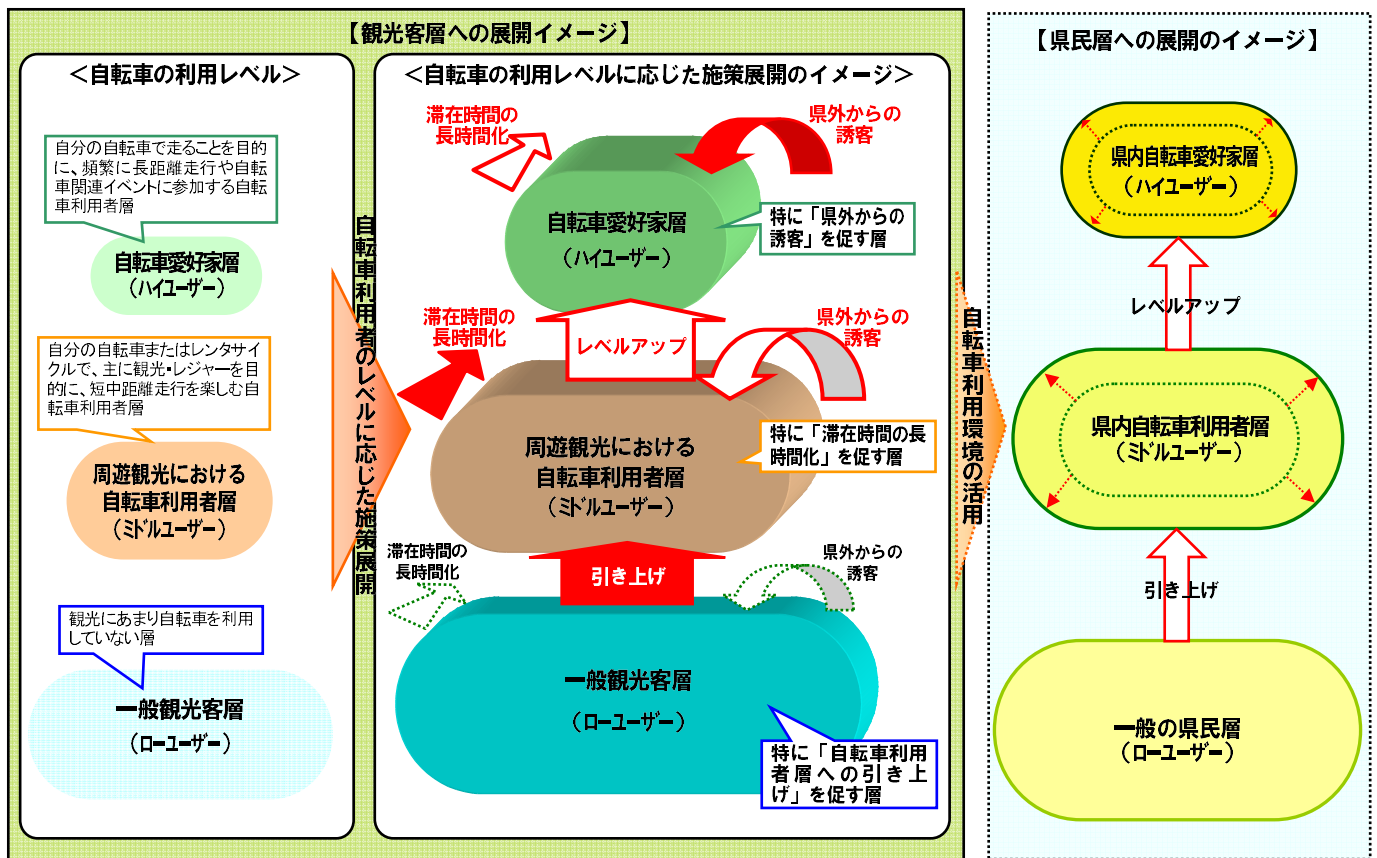 【観光客層への展開イメージ】
＜自転車の利用レベル＞
自分の自転車で走ることを目的
に、頻繁に長距離走行や自転
車関連イベントに参加する自転
車利用者層
自転車愛好家層
（ハイユーザー）
自分の自転車またはレンタサイ
クルで、主に観光・レジャーを目
的に、短中距離走行を楽しむ自
転車利用者層
周遊観光における
自転車利用者層
（ミドルユーザー）
観光にあまり自転車を利用
していない層
一般観光客層
（ローユーザー）
自転車利用者のレベルに応じた施策展開
＜自転車の利用レベルに応じた施策展開のイメージ＞
滞在時間の
長時間化
県外からの
誘客
自転車愛好家層
（ハイユーザー）
特に「県外からの
誘客」を促す層
レベルアップ
滞在時間の
長時間化
県外からの
誘客
周遊観光における
自転車利用者層
（ミドルユーザー）
特に「滞在時間の長
時間化」を促す層
引き上げ
滞在時間の
長時間化
県外からの
誘客
一般観光客層
（ローユーザー）
特に「自転車利用
者層への引き上
げ」を促す層
自転車利用環境の活用
【県民層への展開のイメージ】
県内自転車愛好家層
（ハイユーザー）
レベルアップ
県内自転車利用者層
（ミドルユーザー）
引き上げ
一般の県民層
（ローユーザー）